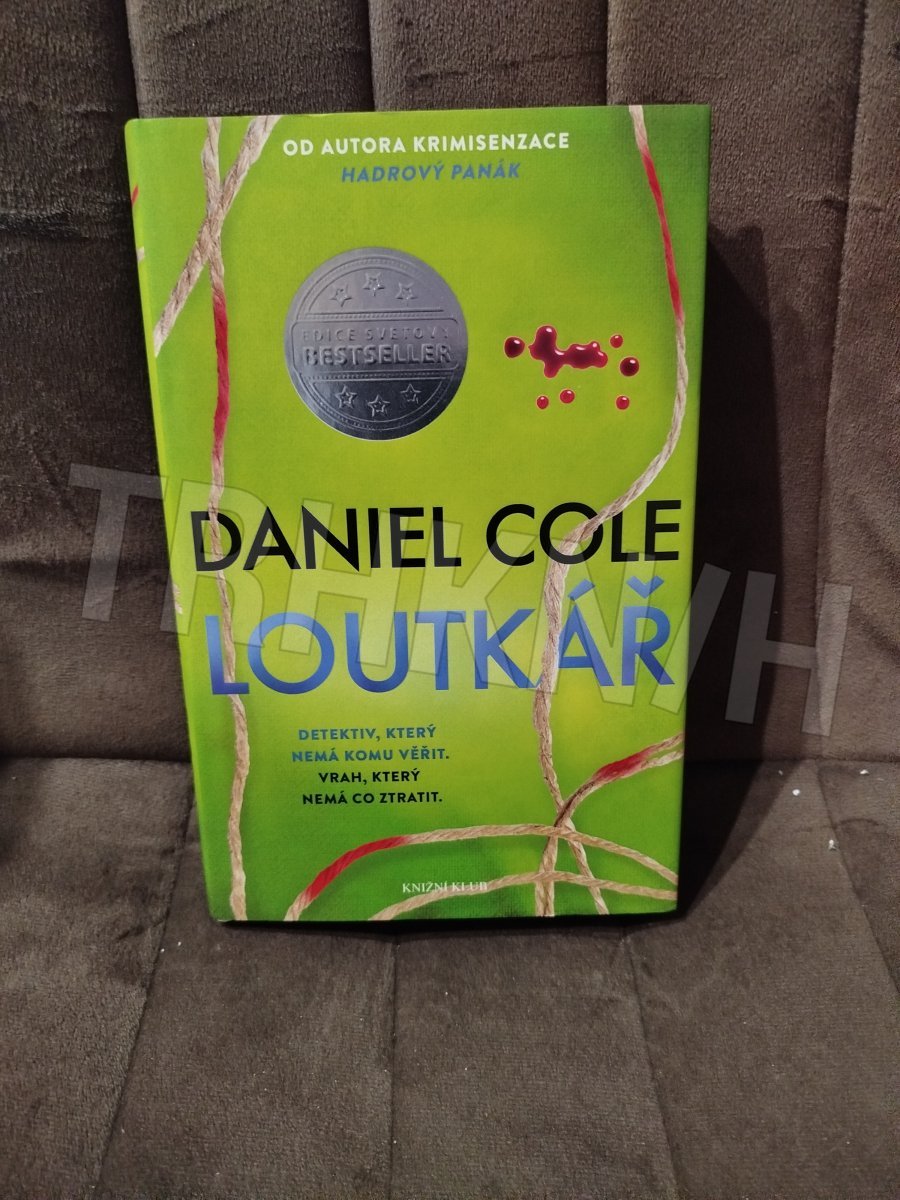 OD AUTORA KRIMISENZACE
HADROVÝ PANÁK
EDICE SVĚTOVÝ
BESTSELLER
DANIEL COLE
LOUTKÁŘ
TRHKNIH
DETEKTIV, KTERÝ
NEMÁ KOMU VĚŘIT.
VRAH, KTERÝ
NEMÁ CO ZTRATIT.
KNIŽNÍ KLUB